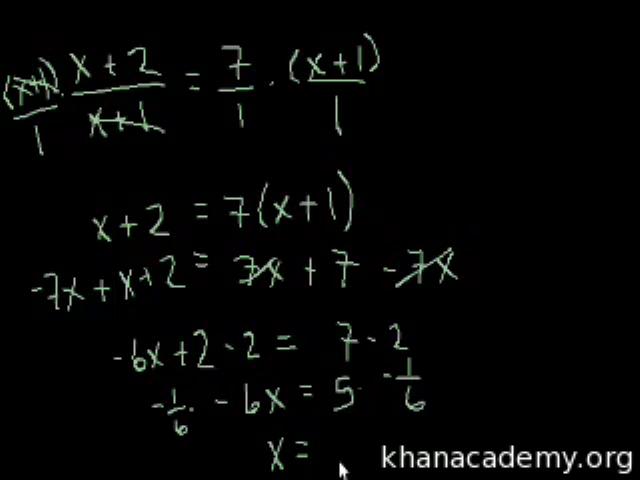 (x+1)/1 · (x+2)/(x+1) = 7/1 · (x+1)/1
x+2 = 7(x+1)
-7x+x+2 = 7x+7 -7x
-6x+2-2 = 7-2
-1/6 · -6x = 5 · -1/6
x =
khanacademy.org